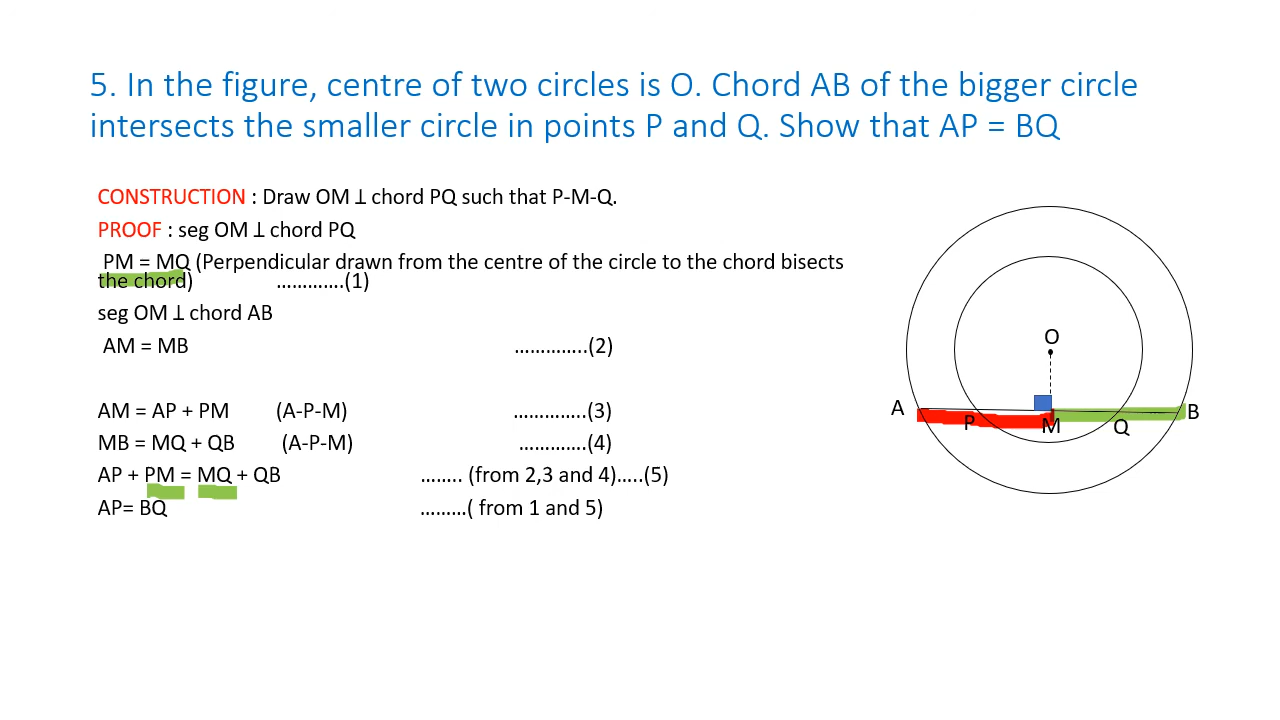 5. In the figure, centre of two circles is O. Chord AB of the bigger circle
intersects the smaller circle in points P and Q. Show that AP = BQ
CONSTRUCTION : Draw OM ⊥ chord PQ such that P-M-Q.
PROOF : seg OM ⊥ chord PQ
PM = MQ (Perpendicular drawn from the centre of the circle to the chord bisects
the chord) .............(1)
seg OM ⊥ chord AB
AM = MB ..............(2)
AM = AP + PM (A-P-M) ..............(3)
MB = MQ + QB (A-P-M) .............(4)
AP + PM = MQ + QB ........ (from 2,3 and 4).....(5)
AP= BQ .........( from 1 and 5)
O
A
P
M
Q
B